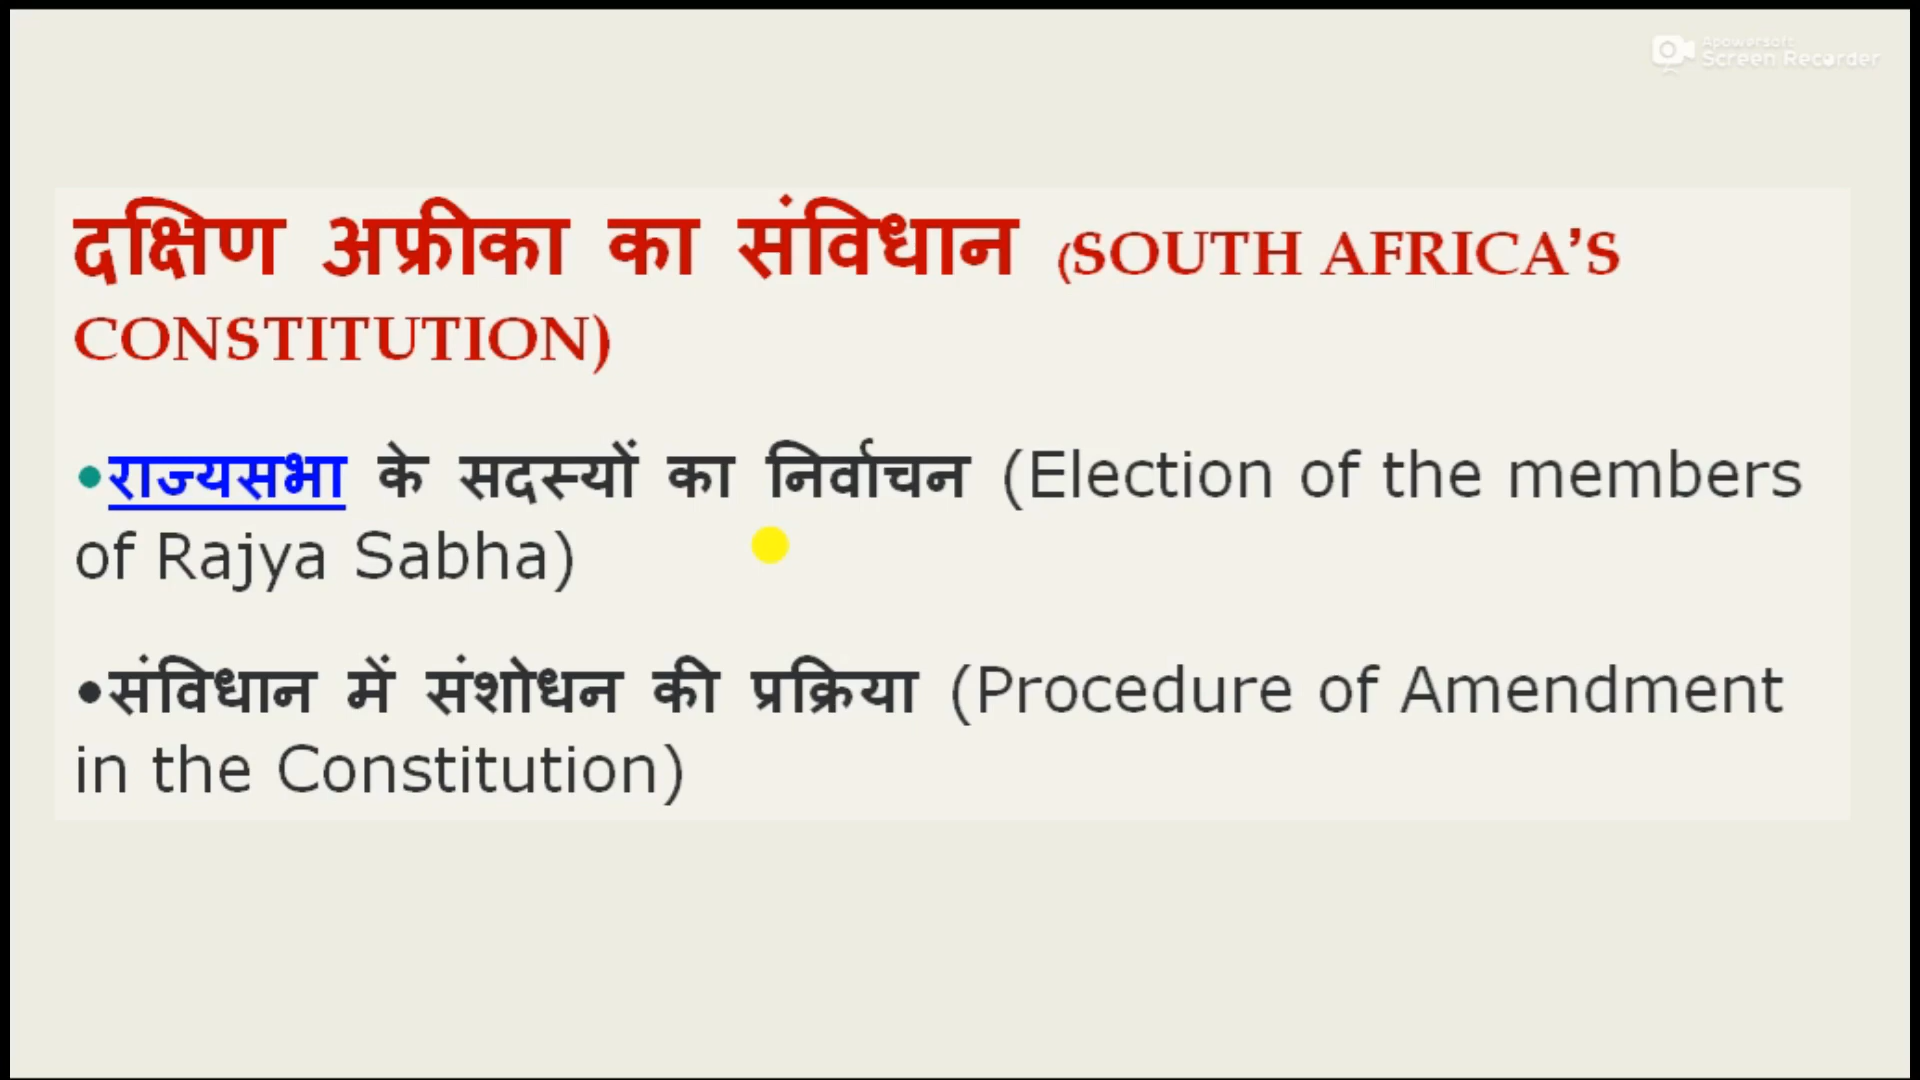 Apowersoft
Screen Recorder
दक्षिण अफ्रीका का संविधान (SOUTH AFRICA’S
CONSTITUTION)
•राज्यसभा के सदस्यों का निर्वाचन (Election of the members
of Rajya Sabha)
•संविधान में संशोधन की प्रक्रिया (Procedure of Amendment
in the Constitution)